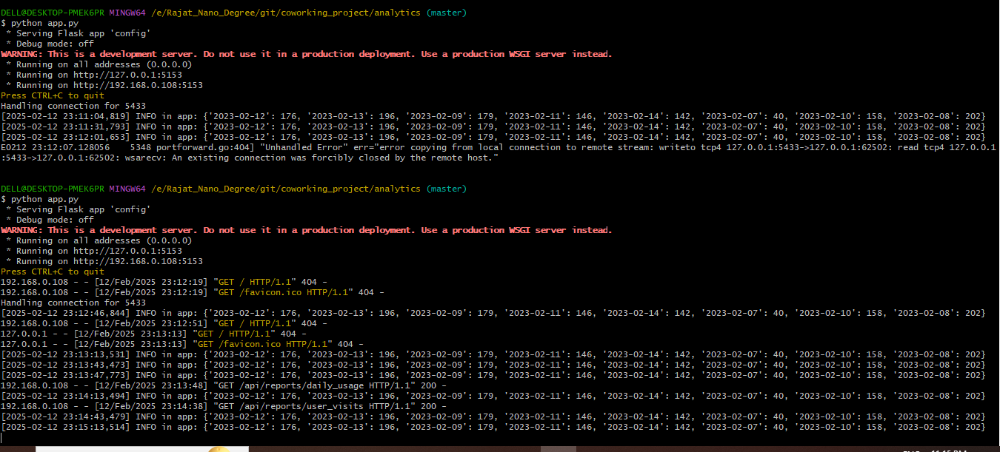 DELL@DESKTOP-PMEK6PR MINGW64 /e/Rajat_Nano_Degree/git/coworking_project/analytics (master)
$ python app.py
 * Serving Flask app 'config'
 * Debug mode: off
WARNING: This is a development server. Do not use it in a production deployment. Use a production WSGI server instead.
 * Running on all addresses (0.0.0.0)
 * Running on http://127.0.0.1:5153
 * Running on http://192.168.0.108:5153
Press CTRL+C to quit
Handling connection for 5433
[2025-02-12 23:11:04,819] INFO in app: {'2023-02-12': 176, '2023-02-13': 196, '2023-02-09': 179, '2023-02-11': 146, '2023-02-14': 142, '2023-02-07': 40, '2023-02-10': 158, '2023-02-08': 202}
[2025-02-12 23:11:31,793] INFO in app: {'2023-02-12': 176, '2023-02-13': 196, '2023-02-09': 179, '2023-02-11': 146, '2023-02-14': 142, '2023-02-07': 40, '2023-02-10': 158, '2023-02-08': 202}
[2025-02-12 23:12:01,653] INFO in app: {'2023-02-12': 176, '2023-02-13': 196, '2023-02-09': 179, '2023-02-11': 146, '2023-02-14': 142, '2023-02-07': 40, '2023-02-10': 158, '2023-02-08': 202}
E0212 23:12:07.128056    5348 portforward.go:404] "Unhandled Error" err="error copying from local connection to remote stream: writeto tcp4 127.0.0.1:5433->127.0.0.1:62502: read tcp4 127.0.0.1
:5433->127.0.0.1:62502: wsarecv: An existing connection was forcibly closed by the remote host."
DELL@DESKTOP-PMEK6PR MINGW64 /e/Rajat_Nano_Degree/git/coworking_project/analytics (master)
$ python app.py
 * Serving Flask app 'config'
 * Debug mode: off
WARNING: This is a development server. Do not use it in a production deployment. Use a production WSGI server instead.
 * Running on all addresses (0.0.0.0)
 * Running on http://127.0.0.1:5153
 * Running on http://192.168.0.108:5153
Press CTRL+C to quit
192.168.0.108 - - [12/Feb/2025 23:12:19] "GET / HTTP/1.1" 404 -
192.168.0.108 - - [12/Feb/2025 23:12:19] "GET /favicon.ico HTTP/1.1" 404 -
Handling connection for 5433
[2025-02-12 23:12:46,844] INFO in app: {'2023-02-12': 176, '2023-02-13': 196, '2023-02-09': 179, '2023-02-11': 146, '2023-02-14': 142, '2023-02-07': 40, '2023-02-10': 158, '2023-02-08': 202}
192.168.0.108 - - [12/Feb/2025 23:12:51] "GET / HTTP/1.1" 404 -
127.0.0.1 - - [12/Feb/2025 23:13:13] "GET / HTTP/1.1" 404 -
127.0.0.1 - - [12/Feb/2025 23:13:13] "GET /favicon.ico HTTP/1.1" 404 -
[2025-02-12 23:13:13,531] INFO in app: {'2023-02-12': 176, '2023-02-13': 196, '2023-02-09': 179, '2023-02-11': 146, '2023-02-14': 142, '2023-02-07': 40, '2023-02-10': 158, '2023-02-08': 202}
[2025-02-12 23:13:43,473] INFO in app: {'2023-02-12': 176, '2023-02-13': 196, '2023-02-09': 179, '2023-02-11': 146, '2023-02-14': 142, '2023-02-07': 40, '2023-02-10': 158, '2023-02-08': 202}
[2025-02-12 23:13:47,773] INFO in app: {'2023-02-12': 176, '2023-02-13': 196, '2023-02-09': 179, '2023-02-11': 146, '2023-02-14': 142, '2023-02-07': 40, '2023-02-10': 158, '2023-02-08': 202}
192.168.0.108 - - [12/Feb/2025 23:13:48] "GET /api/reports/daily_usage HTTP/1.1" 200 -
[2025-02-12 23:14:13,494] INFO in app: {'2023-02-12': 176, '2023-02-13': 196, '2023-02-09': 179, '2023-02-11': 146, '2023-02-14': 142, '2023-02-07': 40, '2023-02-10': 158, '2023-02-08': 202}
192.168.0.108 - - [12/Feb/2025 23:14:38] "GET /api/reports/user_visits HTTP/1.1" 200 -
[2025-02-12 23:14:43,479] INFO in app: {'2023-02-12': 176, '2023-02-13': 196, '2023-02-09': 179, '2023-02-11': 146, '2023-02-14': 142, '2023-02-07': 40, '2023-02-10': 158, '2023-02-08': 202}
[2025-02-12 23:15:13,514] INFO in app: {'2023-02-12': 176, '2023-02-13': 196, '2023-02-09': 179, '2023-02-11': 146, '2023-02-14': 142, '2023-02-07': 40, '2023-02-10': 158, '2023-02-08': 202}